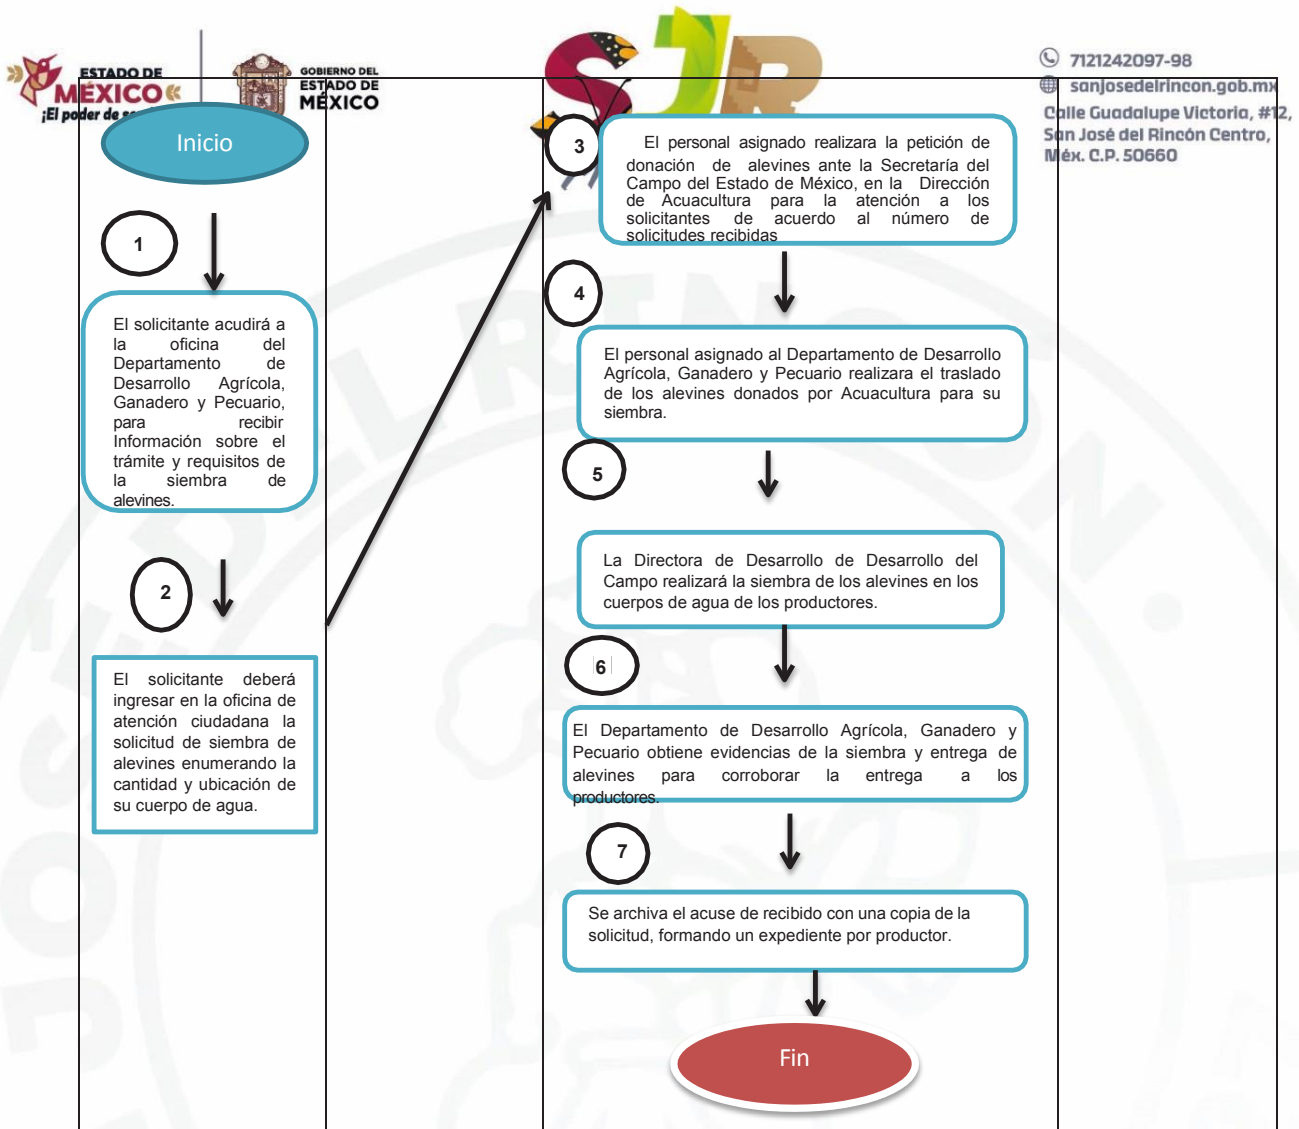 ESTADO DE
MÉXICO
¡El poder de
GOBIERNO DEL
ESTADO DE
MÉXICO
SJR
7121242097-98
sanjosedelrincon.gob.mx
Calle Guadalupe Victoria, #12,
San José del Rincón Centro,
Méx. C.P. 50660
Inicio
1
El solicitante acudirá a
la oficina del
Departamento de
Desarrollo Agrícola,
Ganadero y Pecuario,
para recibir
Información sobre el
trámite y requisitos de
la siembra de
alevines.
2
El solicitante deberá
ingresar en la oficina de
atención ciudadana la
solicitud de siembra de
alevines enumerando la
cantidad y ubicación de
su cuerpo de agua.
3
El personal asignado realizara la petición de
donación de alevines ante la Secretaría del
Campo del Estado de México, en la Dirección
de Acuacultura para la atención a los
solicitantes de acuerdo al número de
solicitudes recibidas
4
El personal asignado al Departamento de Desarrollo
Agrícola, Ganadero y Pecuario realizara el traslado
de los alevines donados por Acuacultura para su
siembra.
5
La Directora de Desarrollo de Desarrollo del
Campo realizará la siembra de los alevines en los
cuerpos de agua de los productores.
6
El Departamento de Desarrollo Agrícola, Ganadero y
Pecuario obtiene evidencias de la siembra y entrega de
alevines para corroborar la entrega a los
productores.
7
Se archiva el acuse de recibido con una copia de la
solicitud, formando un expediente por productor.
Fin